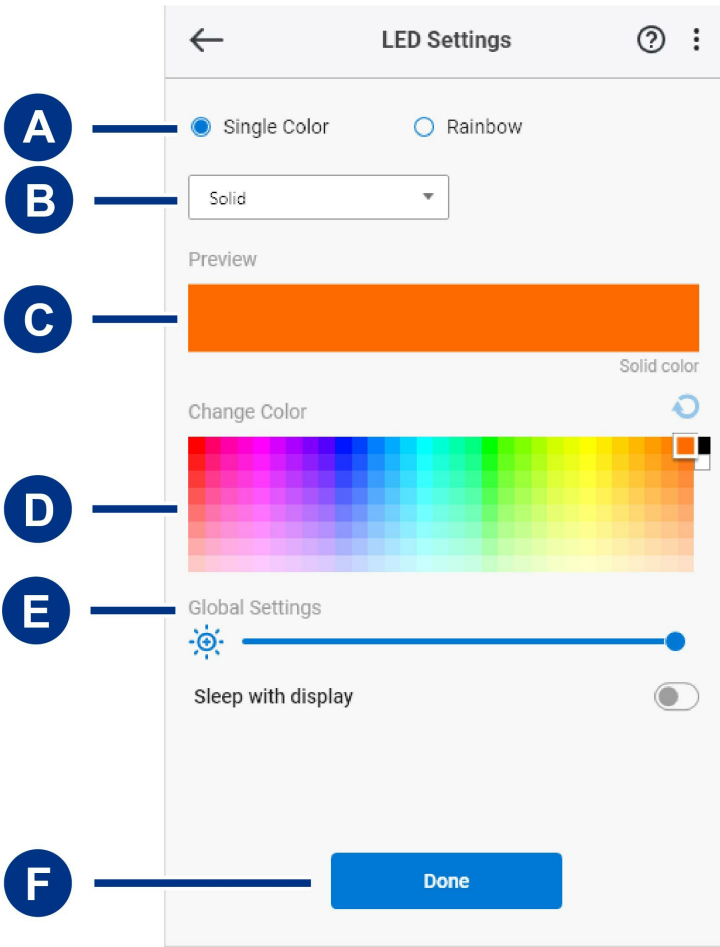 LED Settings
A
Single Color
Rainbow
B
Solid
Preview
C
Solid color
Change Color
D
E
Global Settings
Sleep with display
F
Done